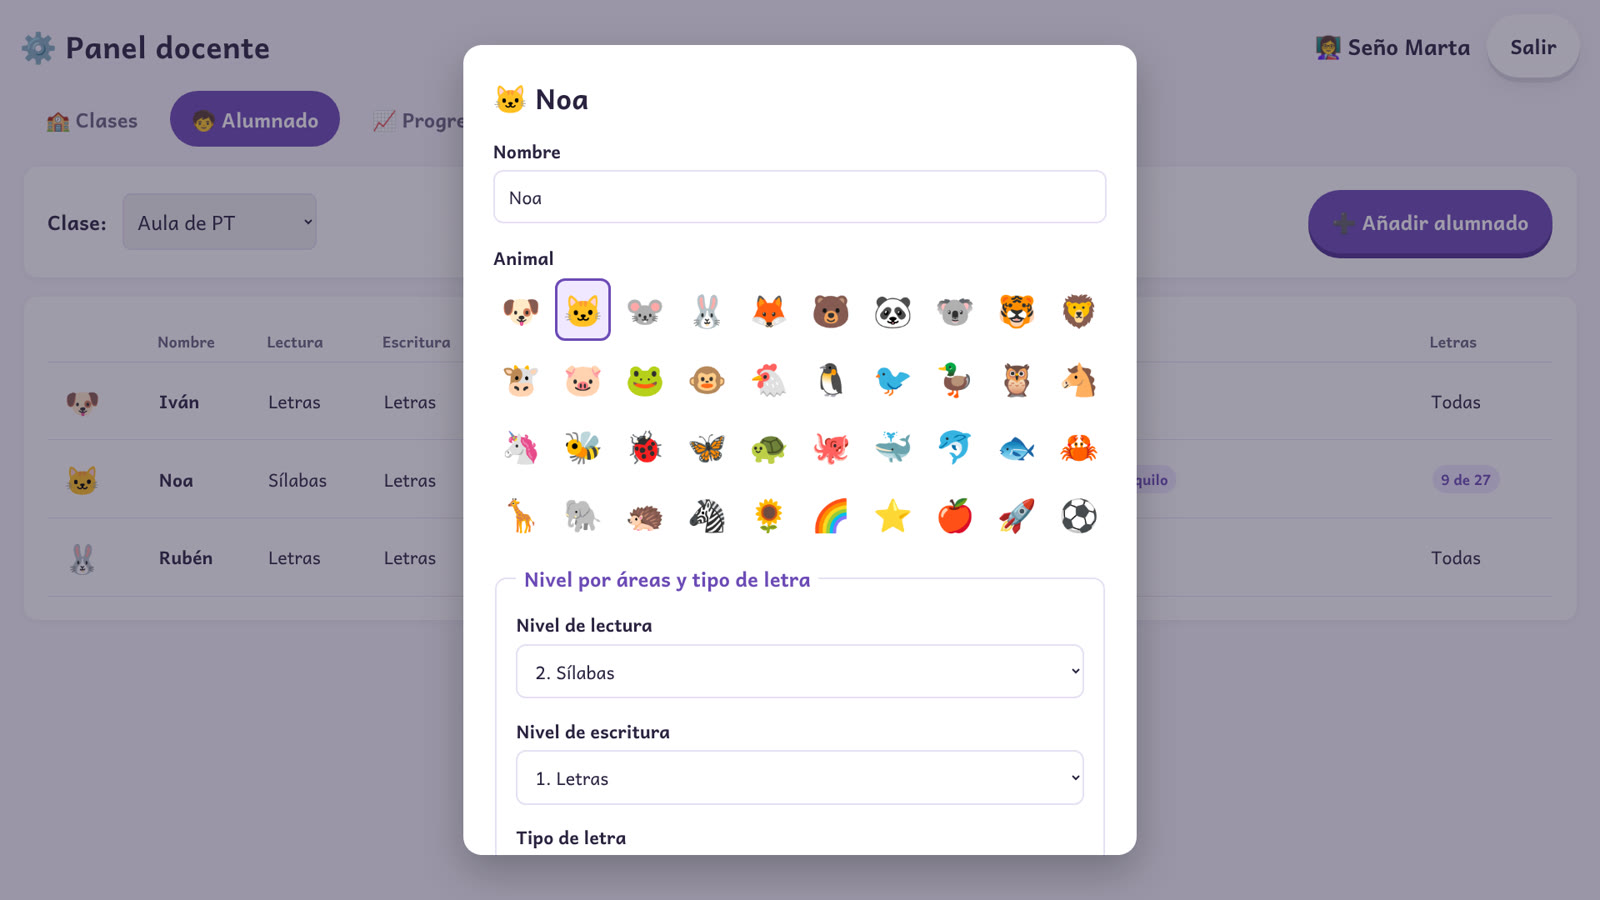 Panel docente
Seño Marta
Salir
Clases
Alumnado
Progre
Clase:
Aula de PT
Añadir alumnado
Nombre
Lectura
Escritura
Letras
Iván
Letras
Letras
Todas
Noa
Sílabas
Letras
quilo
9 de 27
Rubén
Letras
Letras
Todas
Noa
Nombre
Noa
Animal
Nivel por áreas y tipo de letra
Nivel de lectura
2. Sílabas
Nivel de escritura
1. Letras
Tipo de letra